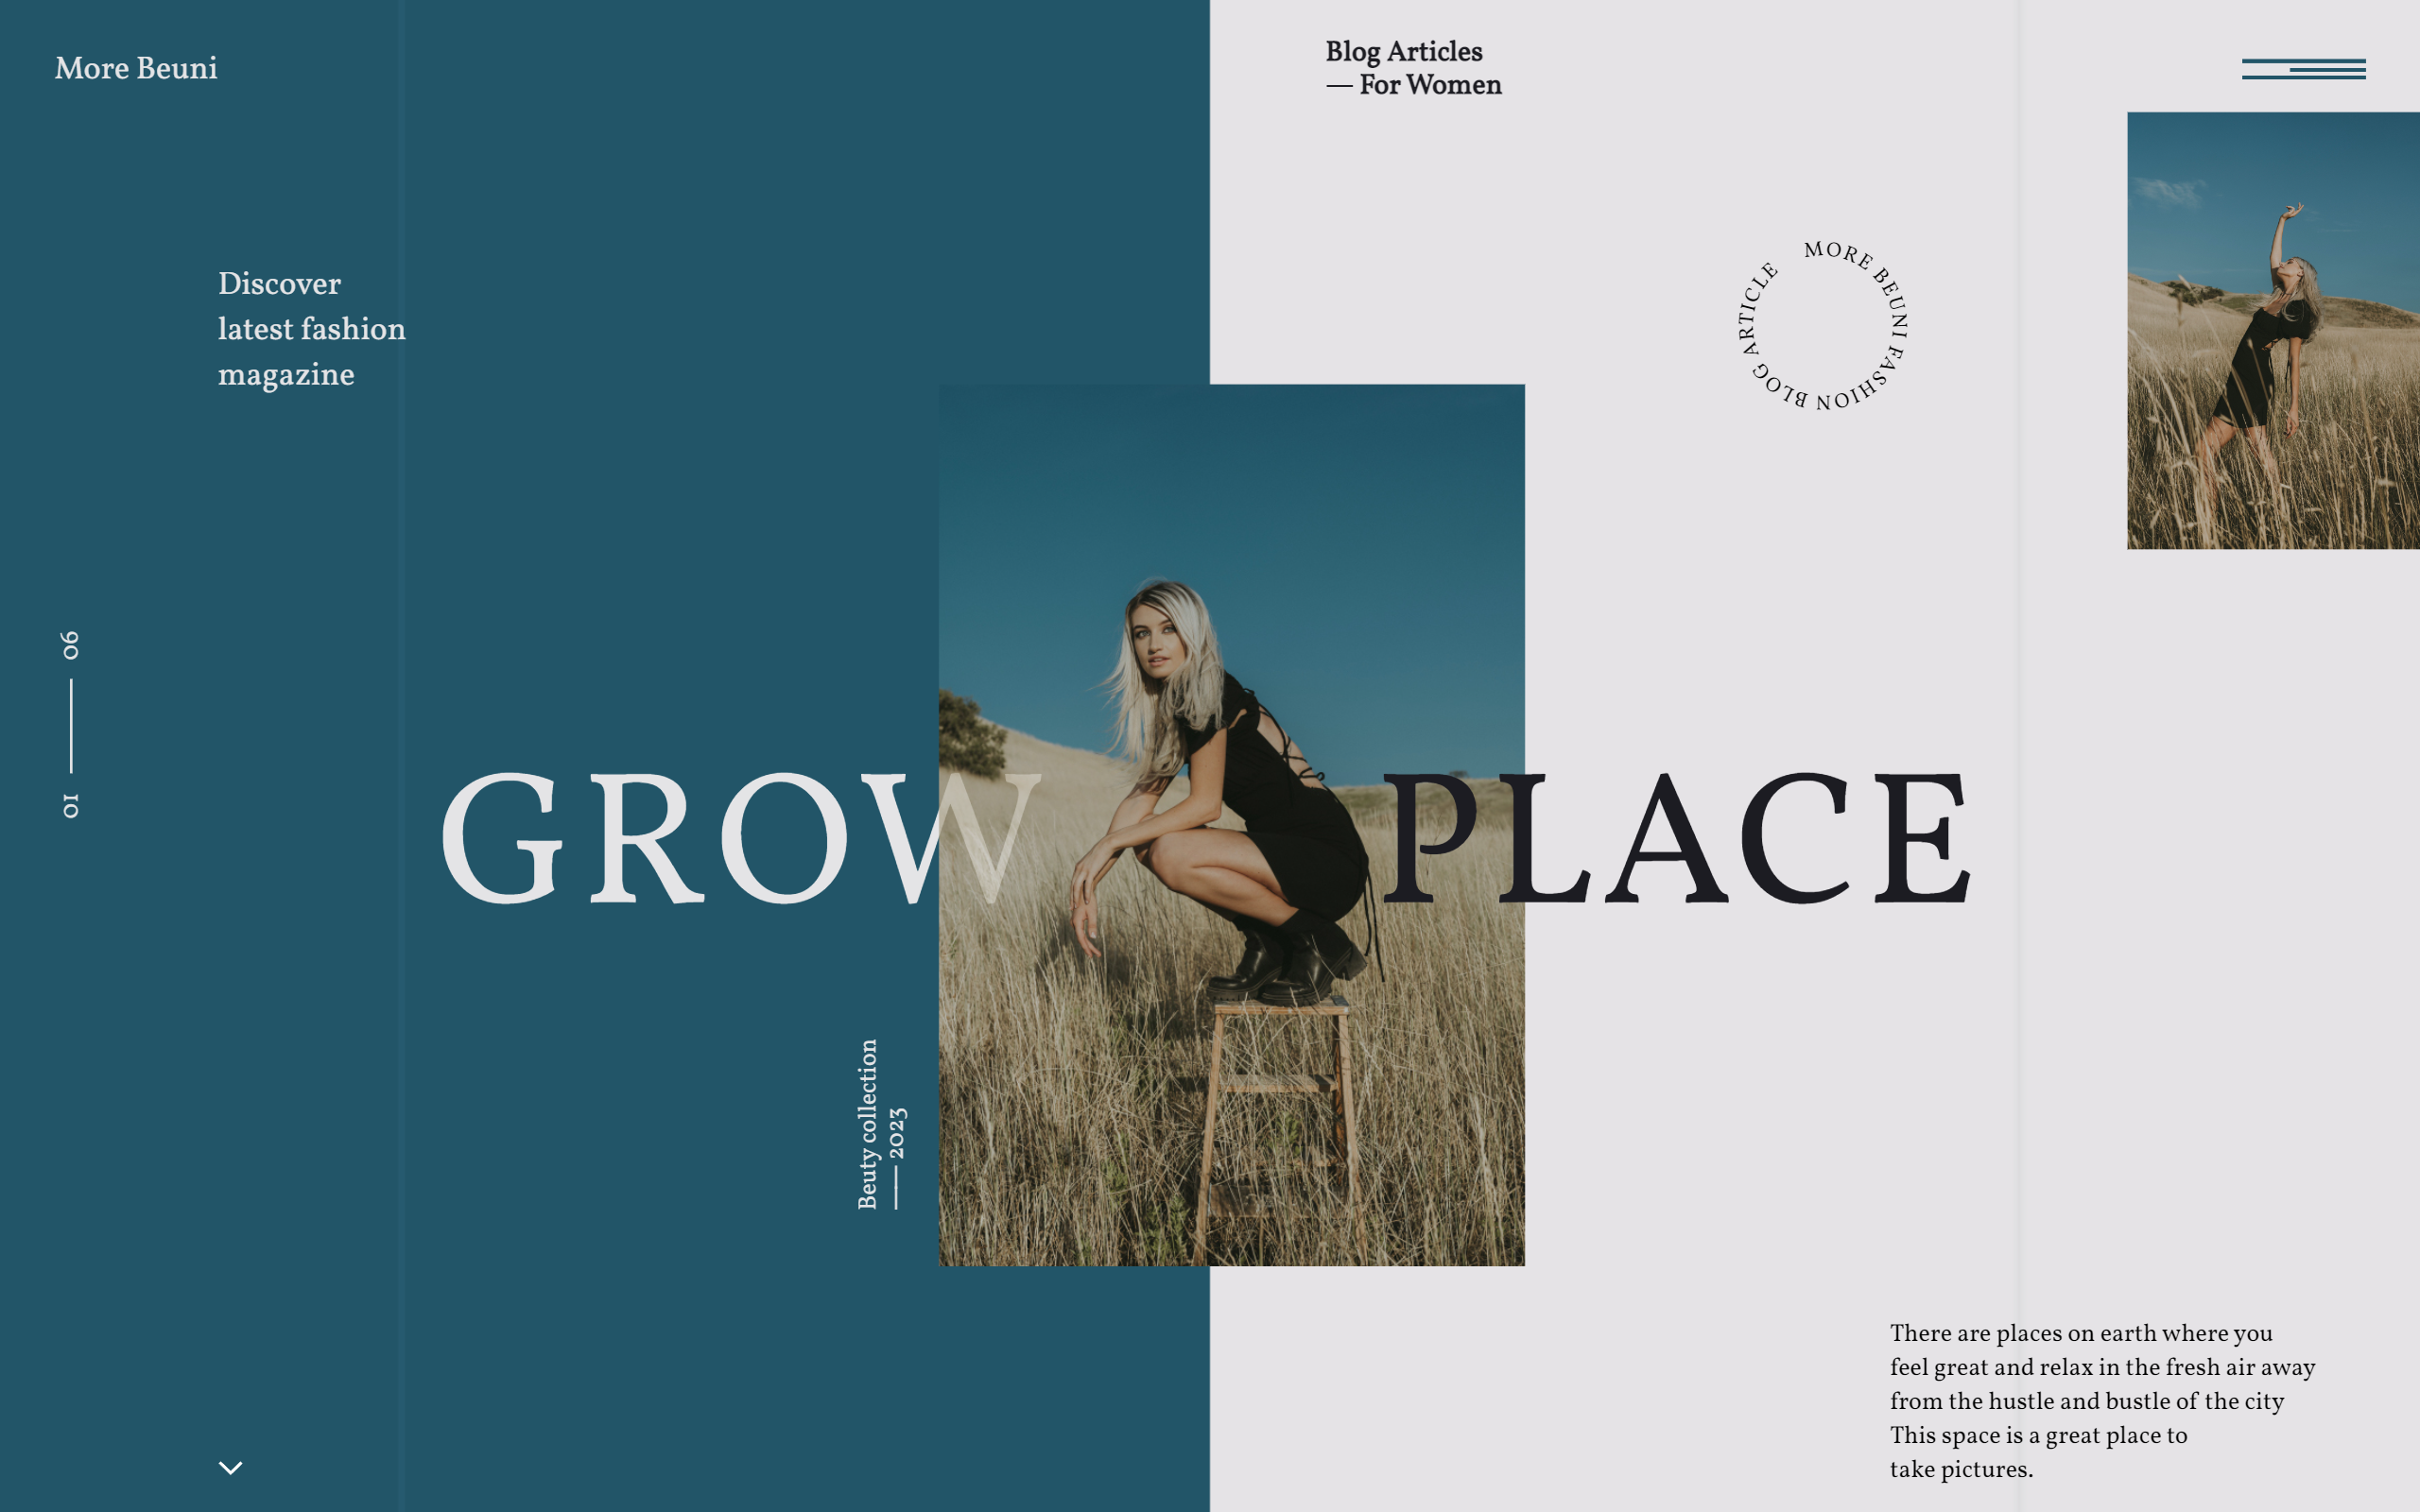 More Beuni
Blog Articles
— For Women
Discover
latest fashion
magazine
MORE BEUNI FASHION BLOG ARTICLE
01 — 06
GROW PLACE
Beuty collection
— 2023
There are places on earth where you
feel great and relax in the fresh air away
from the hustle and bustle of the city
This space is a great place to
take pictures.